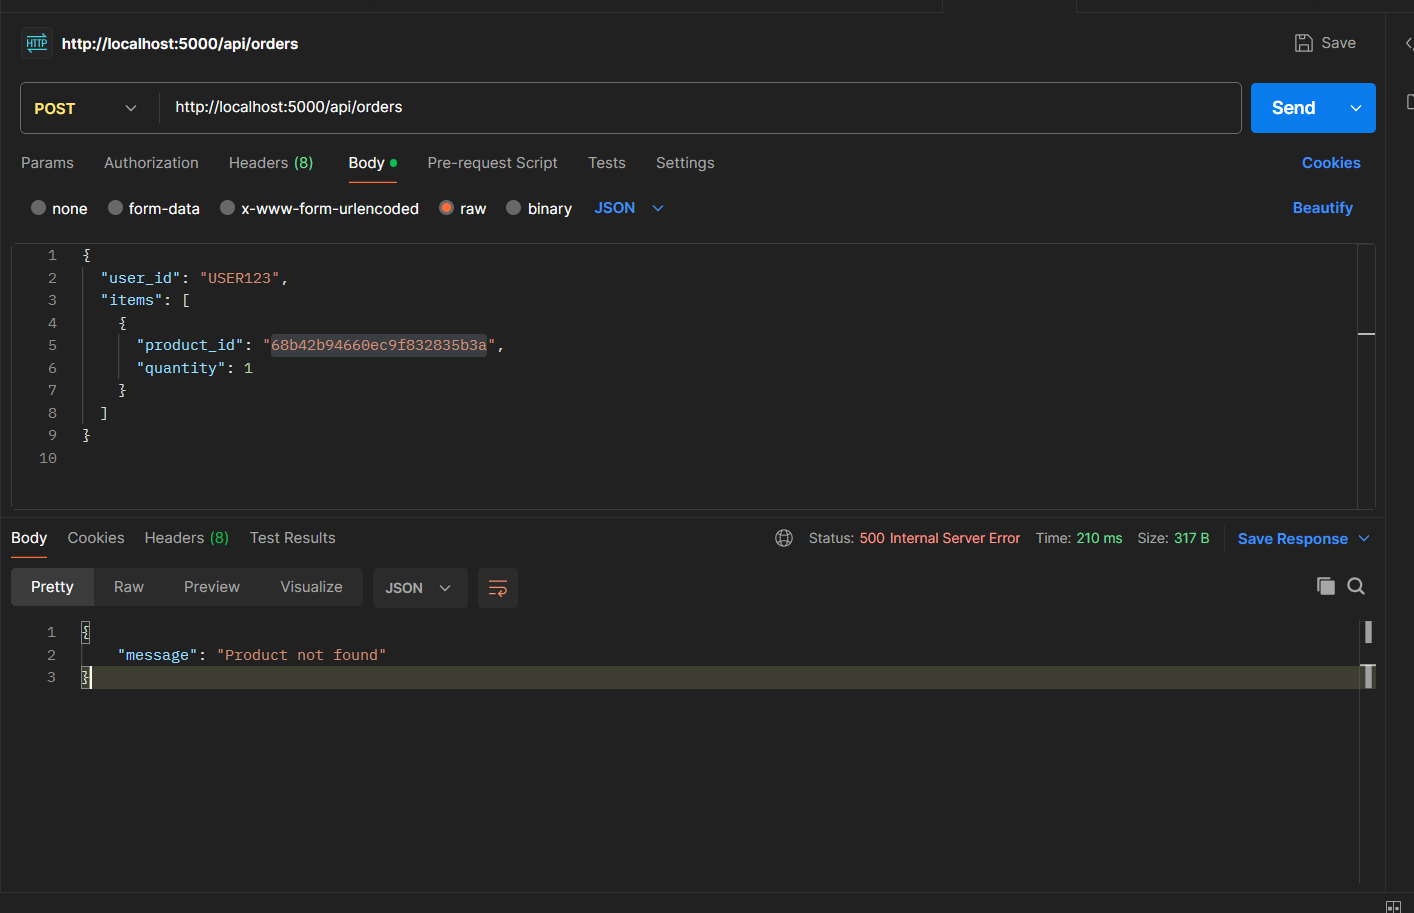 HTTP http://localhost:5000/api/orders Save
POST http://localhost:5000/api/orders Send
Params Authorization Headers (8) Body Pre-request Script Tests Settings Cookies
none form-data x-www-form-urlencoded raw binary JSON Beautify
1 {
2 "user_id": "USER123",
3 "items": [
4 {
5 "product_id": "68b42b94660ec9f832835b3a",
6 "quantity": 1
7 }
8 ]
9 }
10
Body Cookies Headers (8) Test Results Status: 500 Internal Server Error Time: 210 ms Size: 317 B Save Response
Pretty Raw Preview Visualize JSON
1 {
2 "message": "Product not found"
3 }